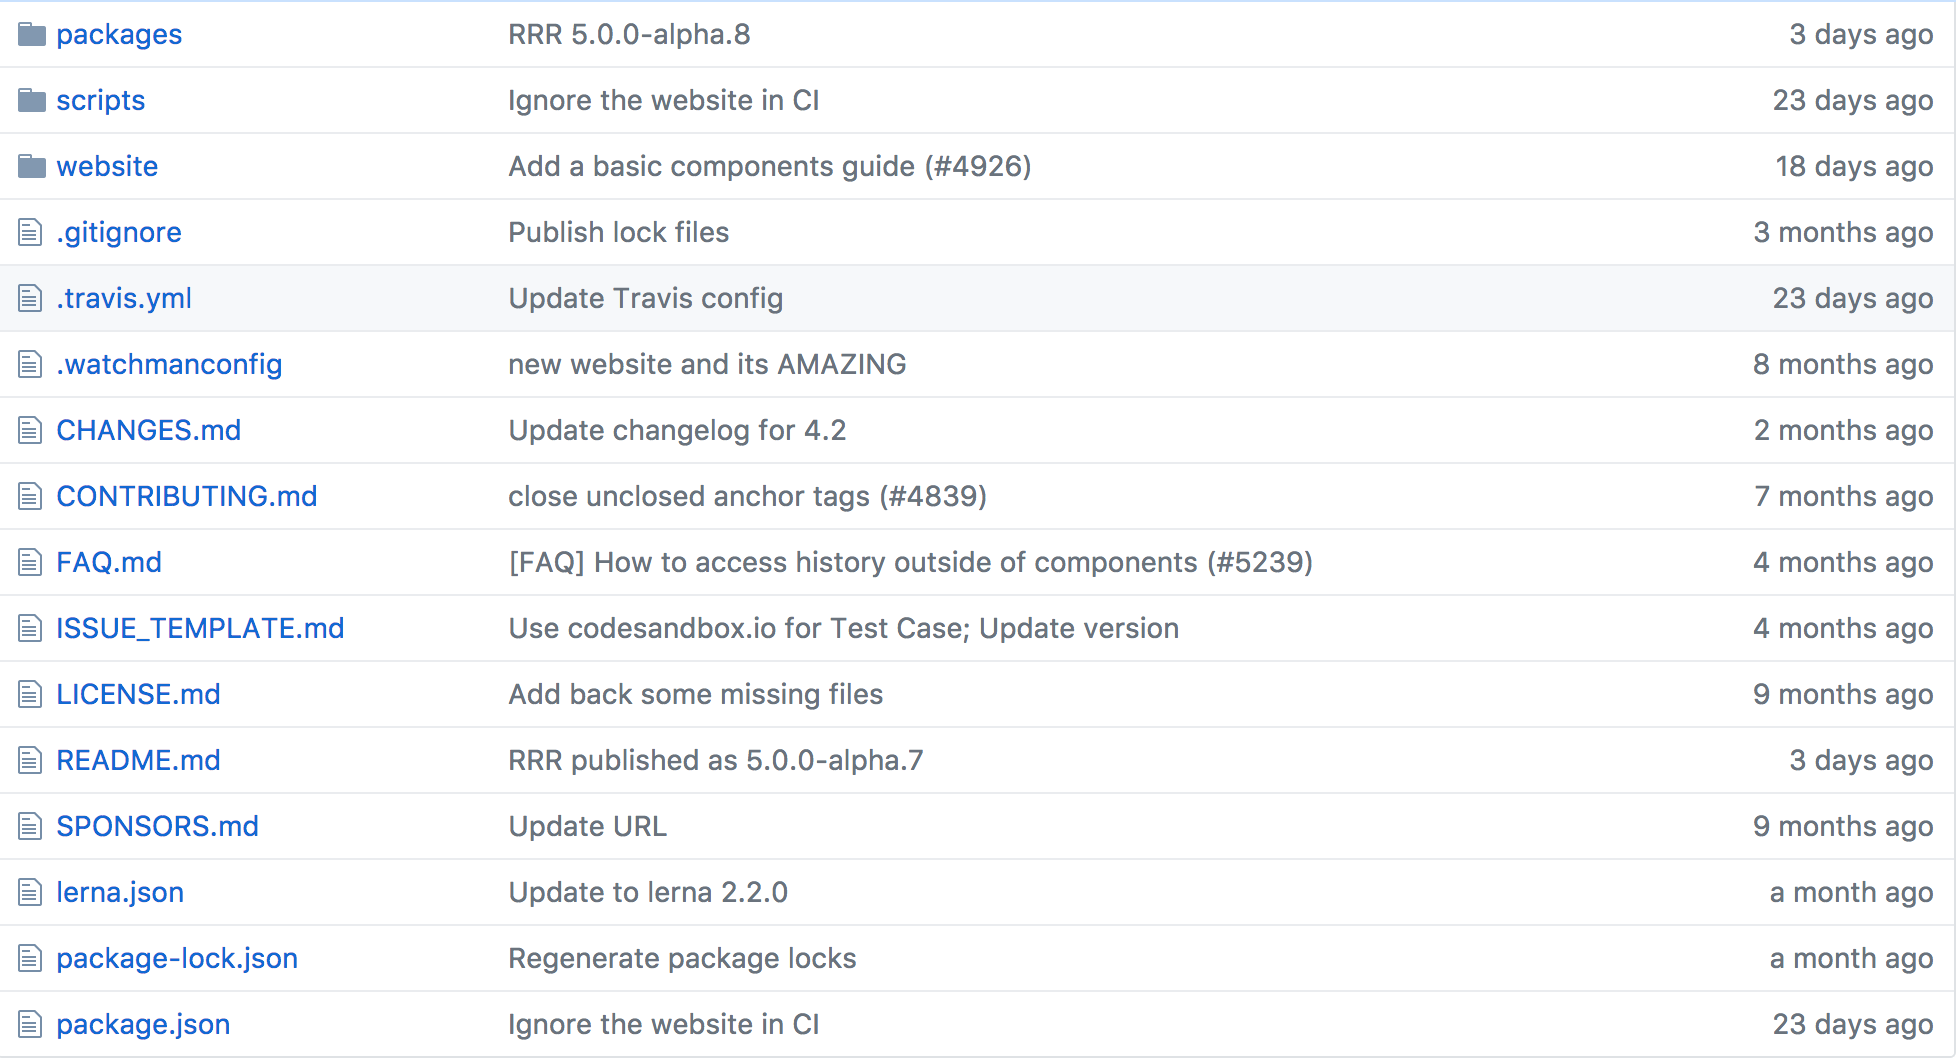 packages RRR 5.0.0-alpha.8 3 days ago
scripts Ignore the website in CI 23 days ago
website Add a basic components guide (#4926) 18 days ago
.gitignore Publish lock files 3 months ago
.travis.yml Update Travis config 23 days ago
.watchmanconfig new website and its AMAZING 8 months ago
CHANGES.md Update changelog for 4.2 2 months ago
CONTRIBUTING.md close unclosed anchor tags (#4839) 7 months ago
FAQ.md [FAQ] How to access history outside of components (#5239) 4 months ago
ISSUE_TEMPLATE.md Use codesandbox.io for Test Case; Update version 4 months ago
LICENSE.md Add back some missing files 9 months ago
README.md RRR published as 5.0.0-alpha.7 3 days ago
SPONSORS.md Update URL 9 months ago
lerna.json Update to lerna 2.2.0 a month ago
package-lock.json Regenerate package locks a month ago
package.json Ignore the website in CI 23 days ago